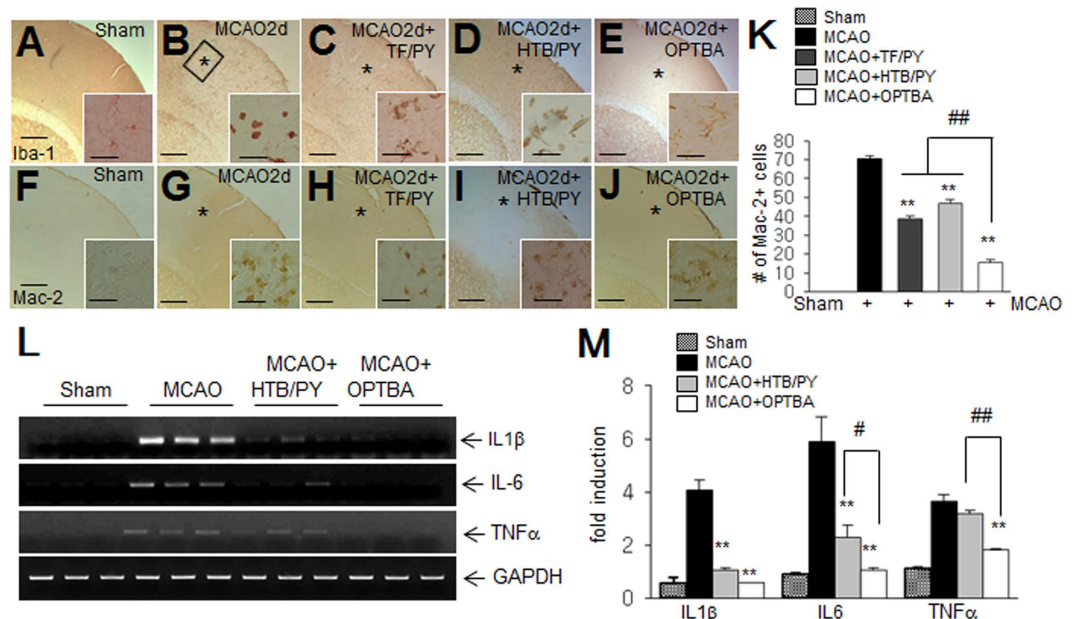 A Sham
B MCAO2d
*
C MCAO2d+
TF/PY
*
D MCAO2d+
HTB/PY
*
E MCAO2d+
OPTBA
*
Iba-1
F Sham
G MCAO2d
*
H MCAO2d+
TF/PY
*
I MCAO2d+
HTB/PY
*
J MCAO2d+
OPTBA
*
Mac-2
K
Sham
MCAO
MCAO+TF/PY
MCAO+HTB/PY
MCAO+OPTBA
##
# of Mac-2+ cells
80
70
60
50
40
30
20
10
0
** ** **
Sham + + + + MCAO
L
Sham MCAO MCAO+
HTB/PY MCAO+
OPTBA
← IL1β
← IL-6
← TNFα
← GAPDH
M
Sham
MCAO
MCAO+HTB/PY
MCAO+OPTBA
fold induction
8
6
4
2
0
# ##
** ** ** ** **
IL1β IL6 TNFα